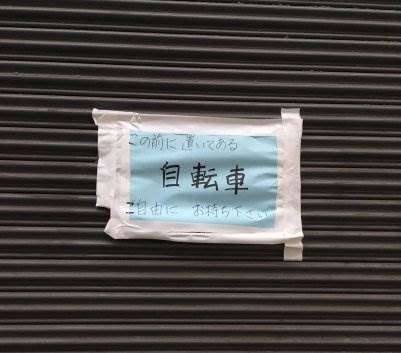 この前に置いてある
自転車
ご自由に お持ち下さい